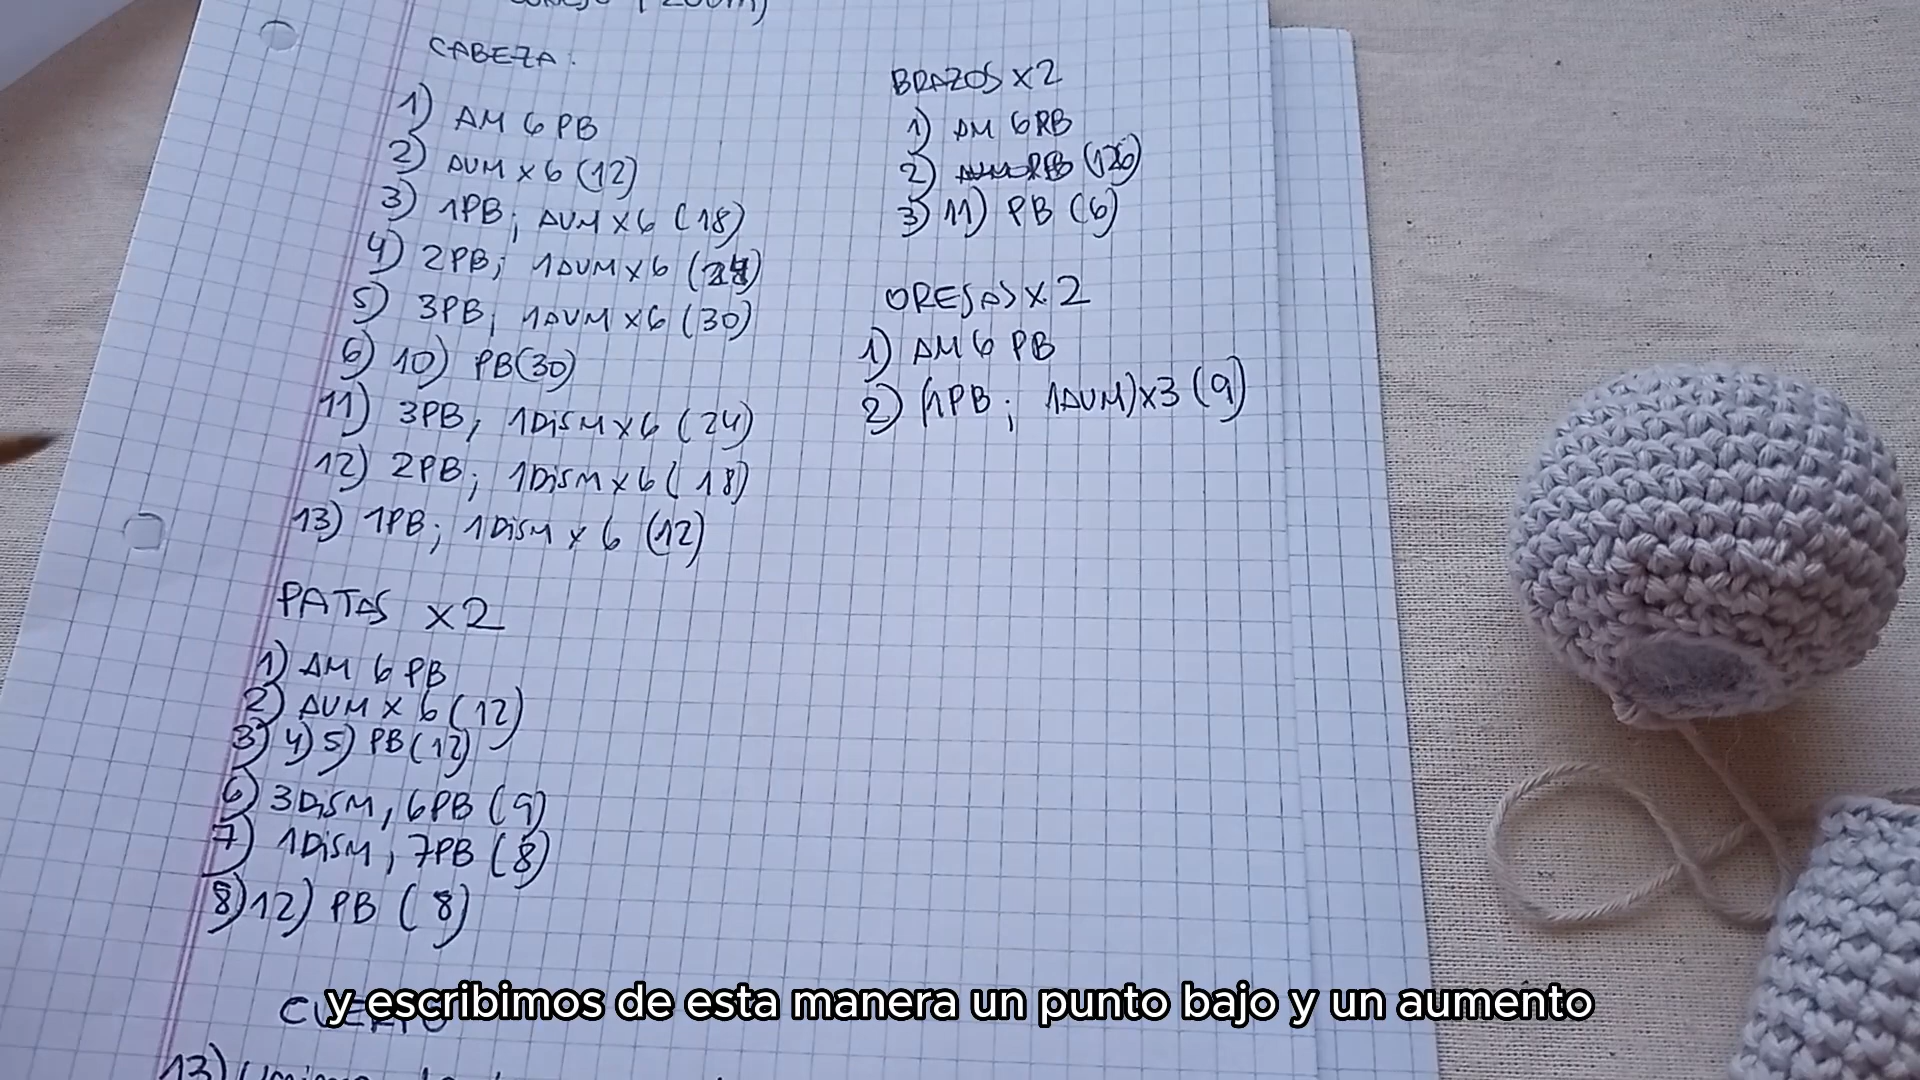 CABEZA:
1) AM 6 PB
2) AUM x 6 (12)
3) 1PB; AUM x 6 (18)
4) 2PB; 1AUM x 6 (24)
5) 3PB; 1AUM x 6 (30)
6) 10) PB(30)
11) 3PB, 1DiSM x 6 (24)
12) 2PB; 1DiSM x 6 (18)
13) 1PB; 1DiSM x 6 (12)
PATAS x2
1) AM 6 PB
2) AUM x 6 (12)
3) 4) 5) PB (12)
6) 3DiSM, 6PB (9)
7) 1DiSM, 7PB (8)
8) 12) PB (8)
BRAZOS x2
1) AM 6PB
2)
3) 11) PB (6)
OREJAS x2
1) AM 6 PB
2) (1PB; 1AUM)x3 (9)
y escribimos de esta manera un punto bajo y un aumento